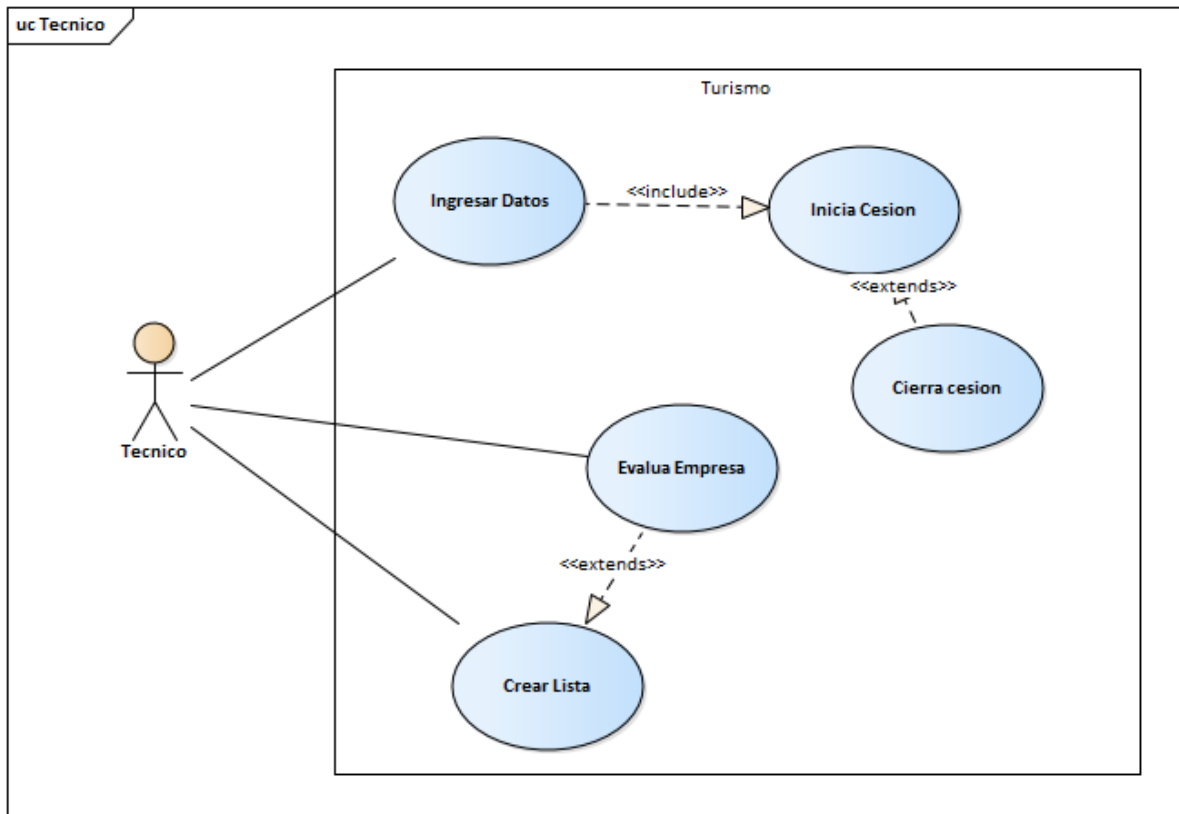 uc Tecnico
Turismo
Ingresar Datos
<<include>>
Inicia Cesion
<<extends>>
Cierra cesion
Tecnico
Evalua Empresa
<<extends>>
Crear Lista